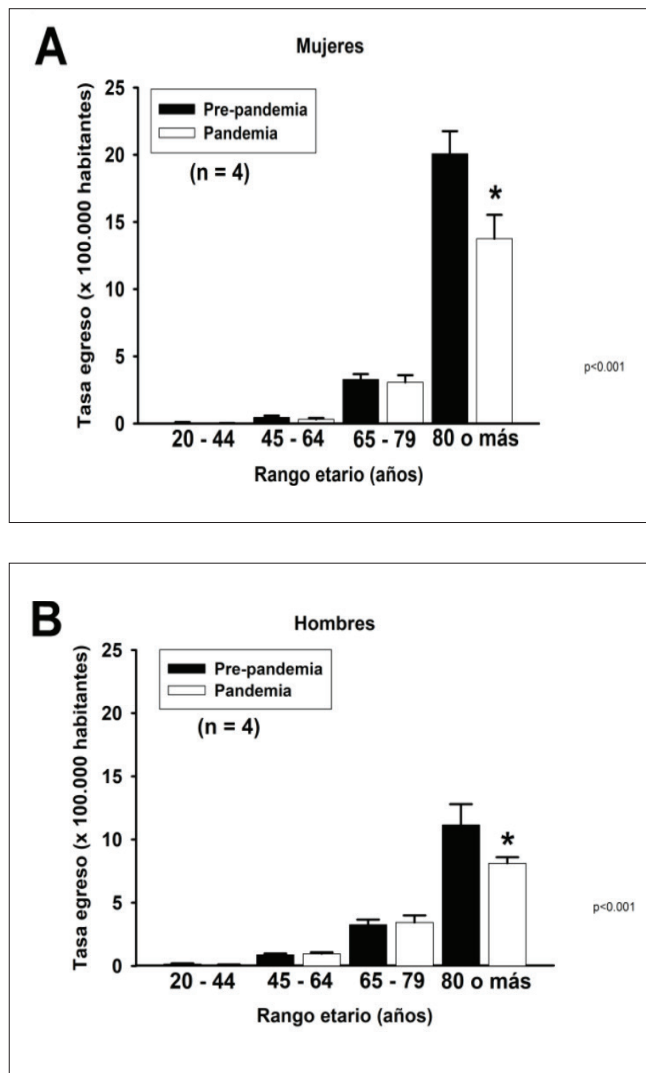 A
Mujeres
Tasa egreso (x 100.000 habitantes)
25
20
15
10
5
0
Pre-pandemia
Pandemia
(n = 4)
*
p<0.001
20 - 44 45 - 64 65 - 79 80 o más
Rango etario (años)
B
Hombres
Tasa egreso (x 100.000 habitantes)
25
20
15
10
5
0
Pre-pandemia
Pandemia
(n = 4)
*
p<0.001
20 - 44 45 - 64 65 - 79 80 o más
Rango etario (años)